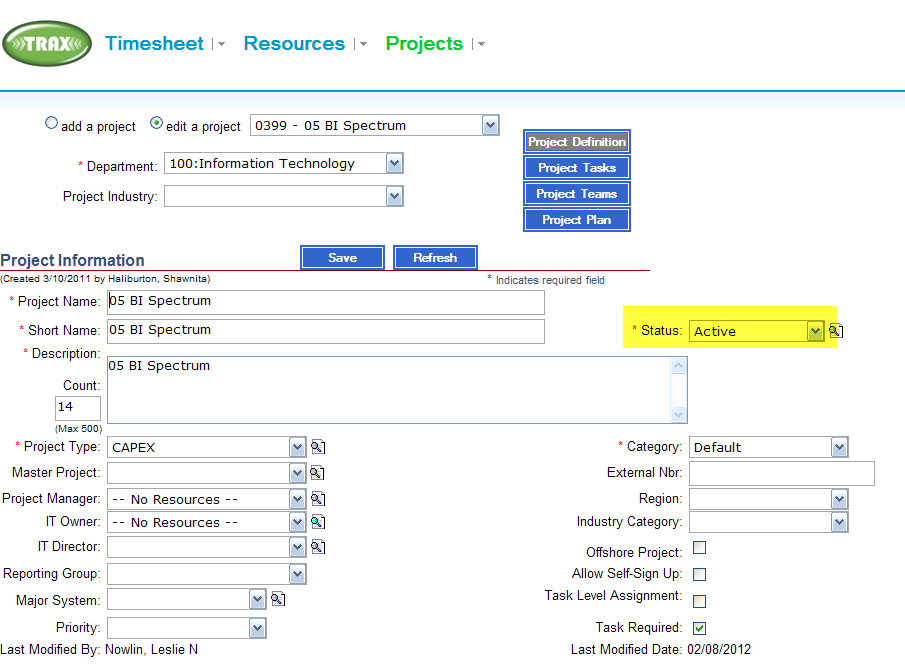 TRAX Timesheet | Resources | Projects |
add a project edit a project 0399 - 05 BI Spectrum
Project Definition
* Department: 100:Information Technology
Project Tasks
Project Industry:
Project Teams
Project Plan
Project Information Save Refresh
(Created 3/10/2011 by Haliburton, Shawnita) * Indicates required field
* Project Name: 05 BI Spectrum
* Short Name: 05 BI Spectrum * Status: Active
* Description: 05 BI Spectrum
Count:
14
(Max 500)
* Project Type: CAPEX * Category: Default
Master Project: External Nbr:
Project Manager: -- No Resources -- Region:
IT Owner: -- No Resources -- Industry Category:
IT Director: Offshore Project:
Reporting Group: Allow Self-Sign Up:
Major System: Task Level Assignment:
Priority: Task Required:
Last Modified By: Nowlin, Leslie N Last Modified Date: 02/08/2012